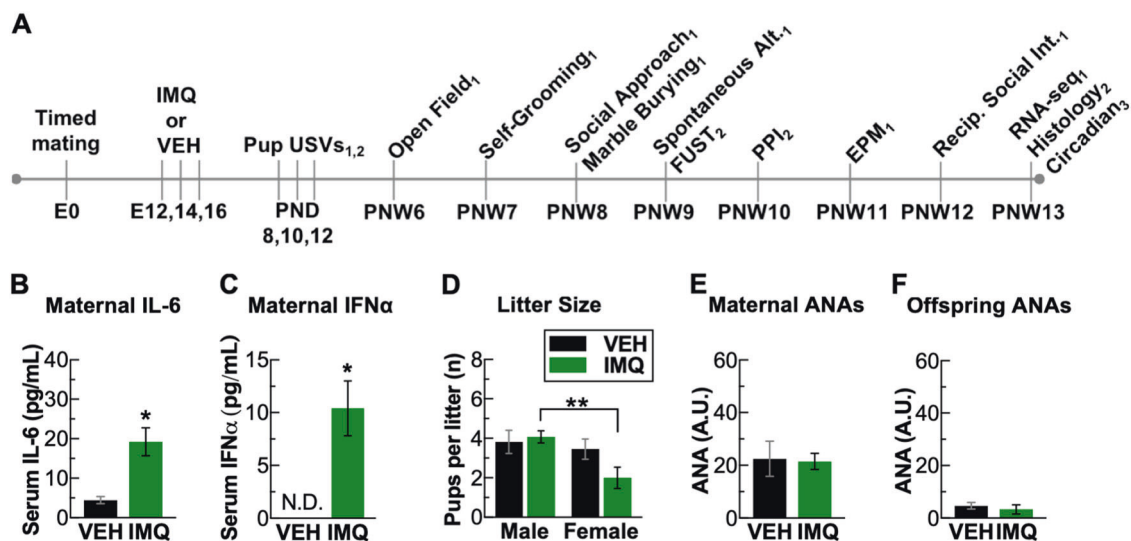 A
Timed
mating
IMQ
or
VEH
Pup USVs1,2
Open Field1
Self-Grooming1
Social Approach1
Marble Burying1
Spontaneous Alt.1
FUST2
PPI2
EPM1
Recip. Social Int.1
RNA-seq1
Histology2
Circadian3
E0
E12,14,16
PND
8,10,12
PNW6
PNW7
PNW8
PNW9
PNW10
PNW11
PNW12
PNW13
B
Maternal IL-6
Serum IL-6 (pg/mL)
40
30
20
10
0
*
VEH IMQ
C
Maternal IFNα
Serum IFNα (pg/mL)
15
10
5
0
*
N.D.
VEH IMQ
D
Litter Size
VEH
IMQ
Pups per litter (n)
8
6
4
2
0
**
Male Female
E
Maternal ANAs
ANA (A.U.)
60
40
20
0
VEH IMQ
F
Offspring ANAs
ANA (A.U.)
60
40
20
0
VEH IMQ